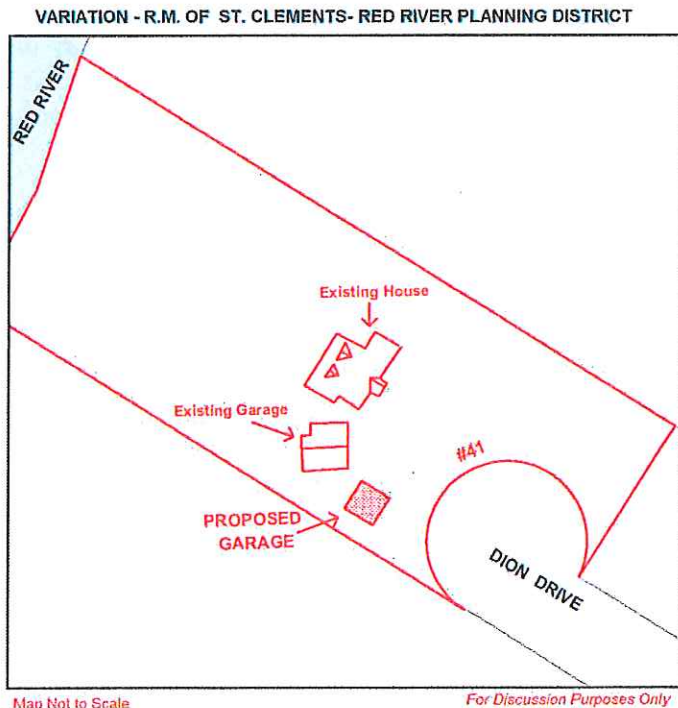 VARIATION - R.M. OF ST. CLEMENTS- RED RIVER PLANNING DISTRICT
RED RIVER
Existing House
Existing Garage
#41
PROPOSED
GARAGE
DION DRIVE
Map Not to Scale
For Discussion Purposes Only